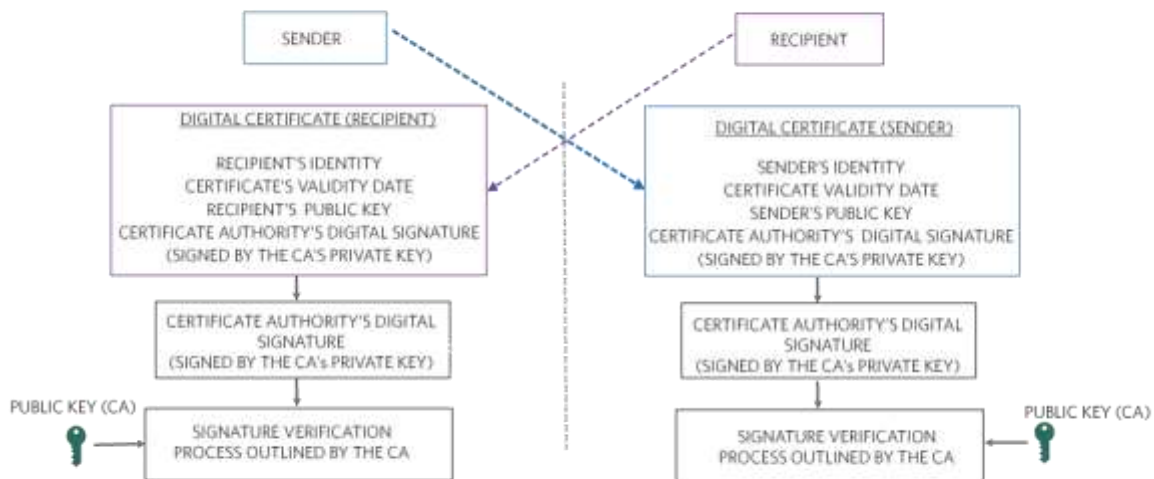 SENDER
RECIPIENT
DIGITAL CERTIFICATE (RECIPIENT)
RECIPIENT'S IDENTITY
CERTIFICATE'S VALIDITY DATE
RECIPIENT'S PUBLIC KEY
CERTIFICATE AUTHORITY'S DIGITAL SIGNATURE
(SIGNED BY THE CA'S PRIVATE KEY)
DIGITAL CERTIFICATE (SENDER)
SENDER'S IDENTITY
CERTIFICATE VALIDITY DATE
SENDER'S PUBLIC KEY
CERTIFICATE AUTHORITY'S DIGITAL SIGNATURE
(SIGNED BY THE CA'S PRIVATE KEY)
CERTIFICATE AUTHORITY'S DIGITAL
SIGNATURE
(SIGNED BY THE CA's PRIVATE KEY)
CERTIFICATE AUTHORITY'S DIGITAL
SIGNATURE
(SIGNED BY THE CA's PRIVATE KEY)
PUBLIC KEY (CA)
SIGNATURE VERIFICATION
PROCESS OUTLINED BY THE CA
SIGNATURE VERIFICATION
PROCESS OUTLINED BY THE CA
PUBLIC KEY (CA)